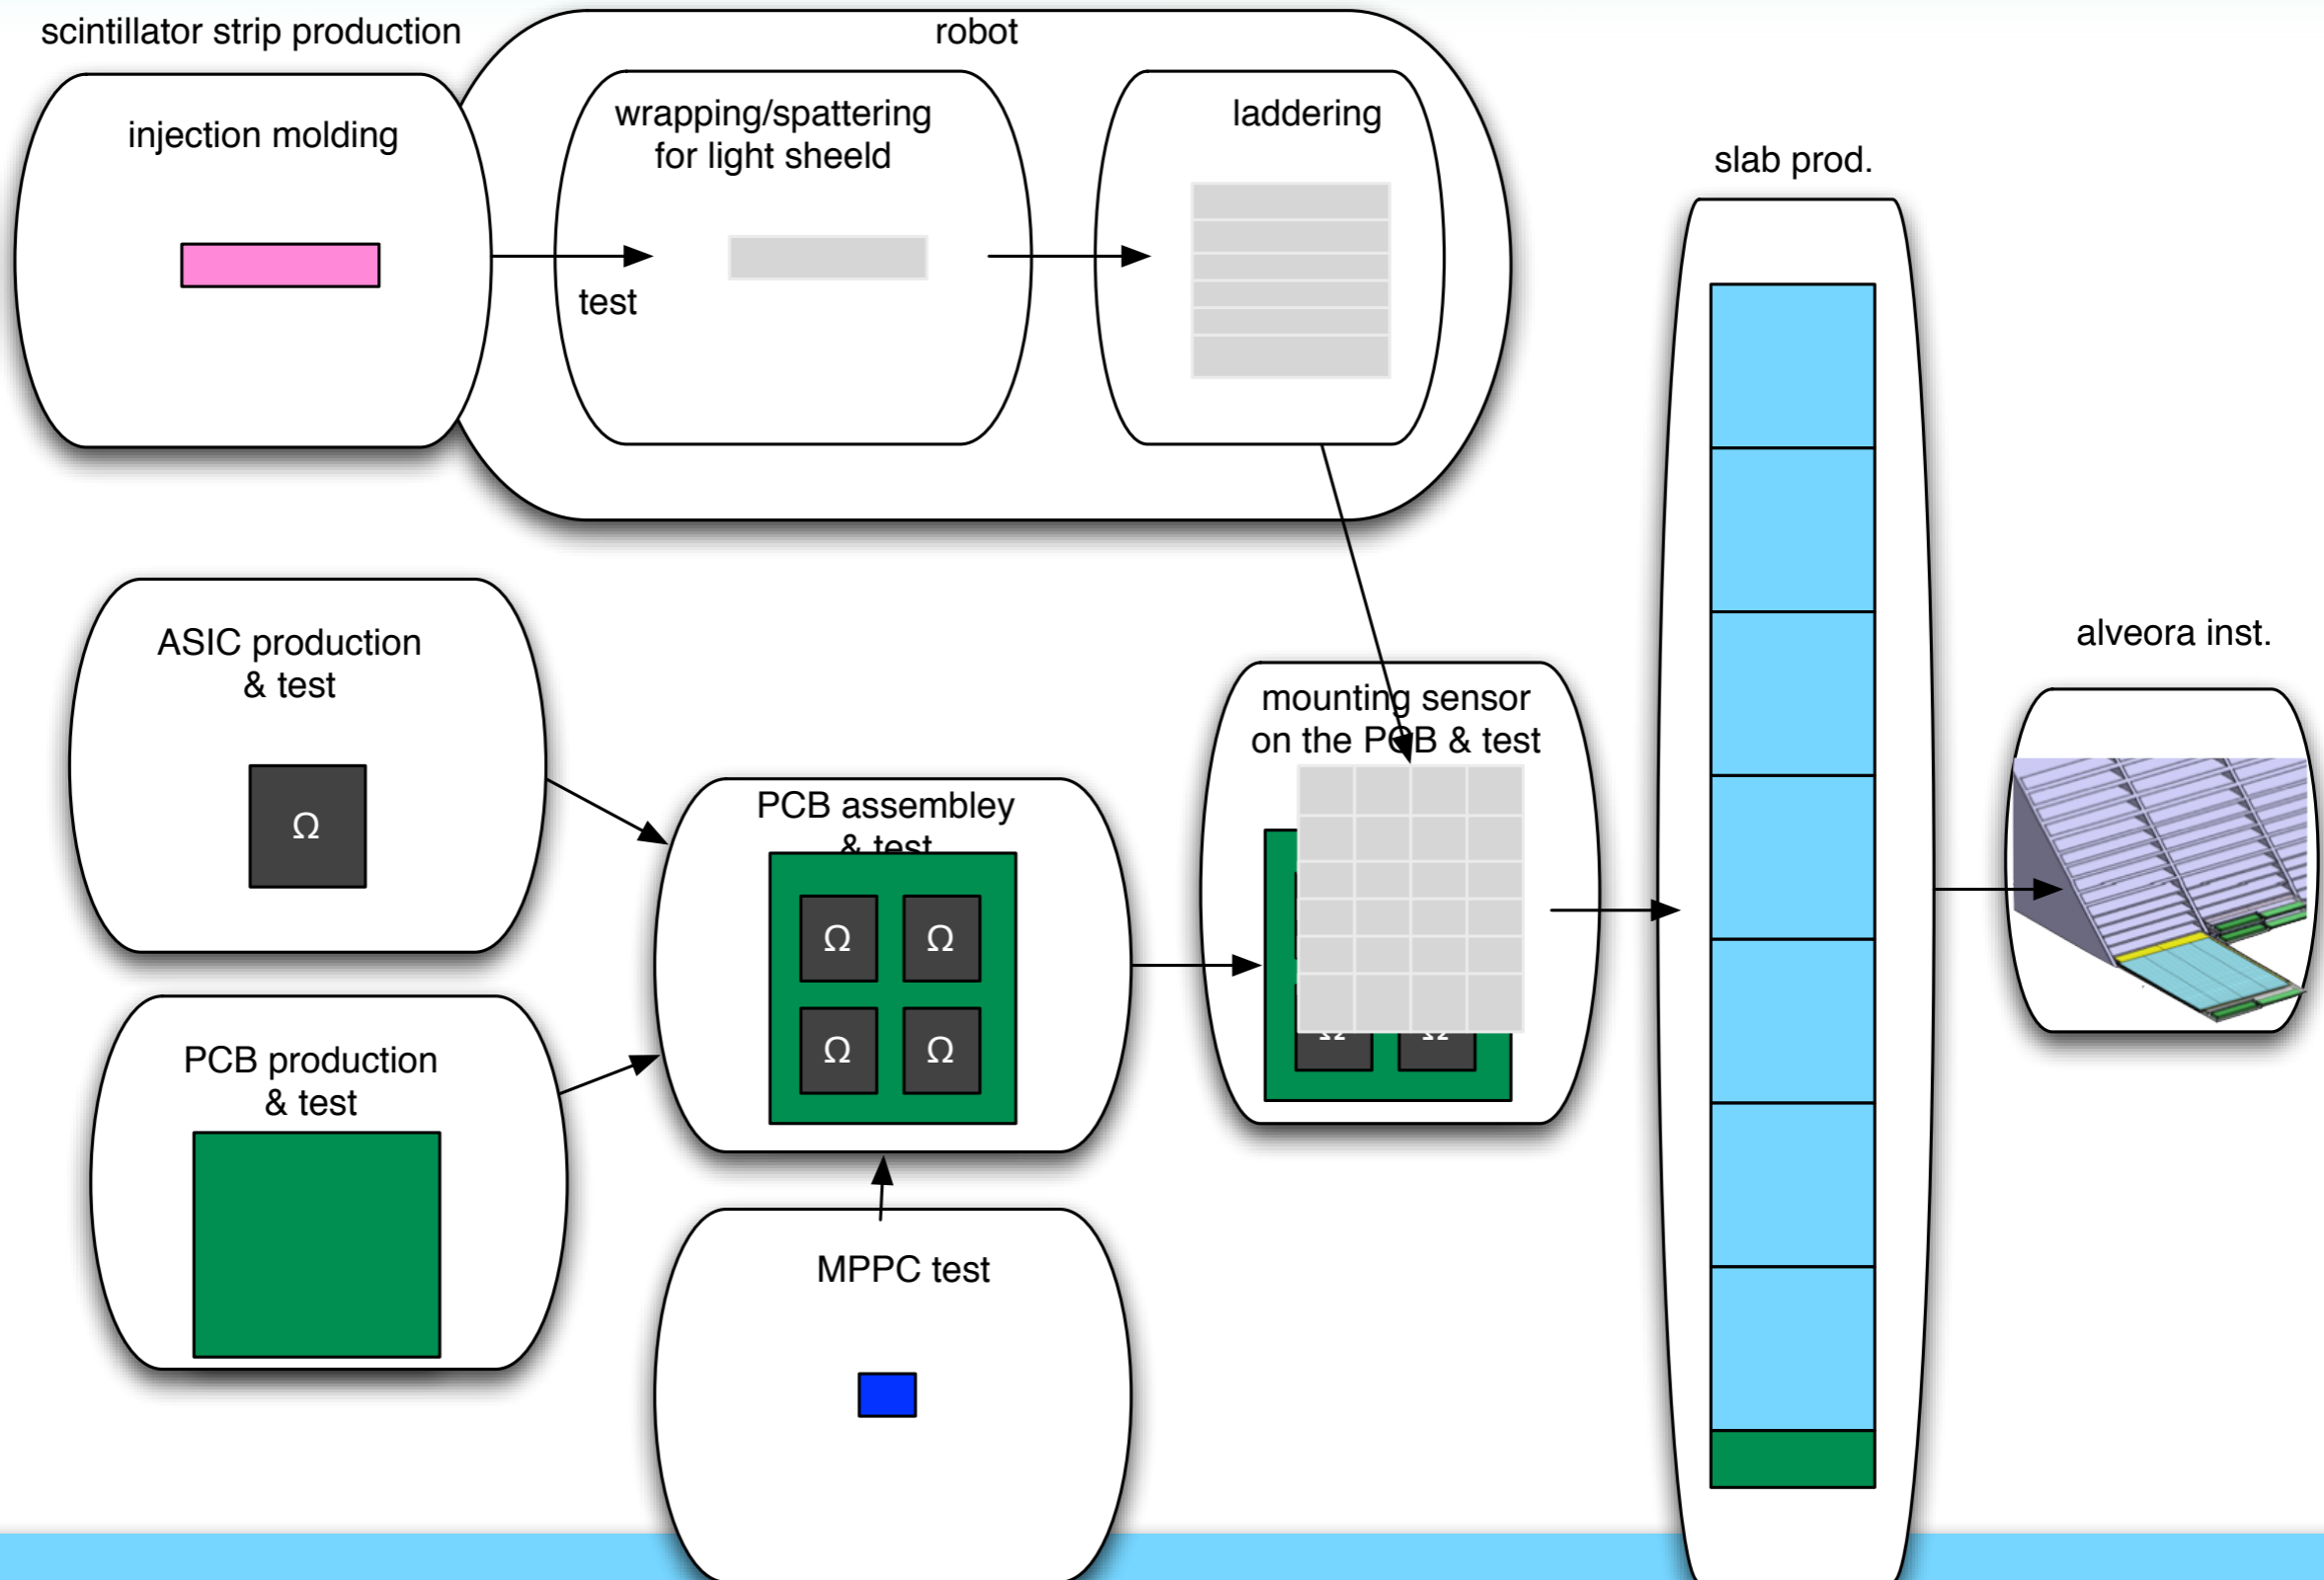 scintillator strip production
robot
injection molding
wrapping/spattering
for light sheeld
laddering
test
slab prod.
ASIC production
& test
Ω
PCB production
& test
PCB assembley
& test
Ω Ω
Ω Ω
MPPC test
mounting sensor
on the PCB & test
Ω Ω
alveora inst.